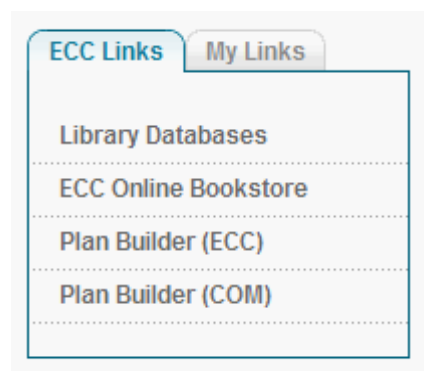 ECC Links My Links
Library Databases
ECC Online Bookstore
Plan Builder (ECC)
Plan Builder (COM)